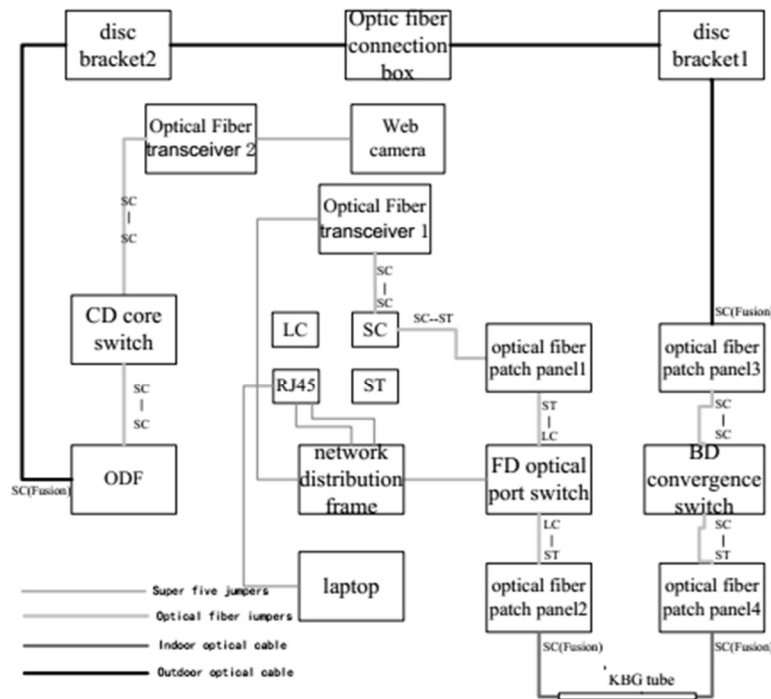 disc
bracket2
Optic fiber
connection
box
disc
bracket1
Optical Fiber
transceiver 2
Web
camera
Optical Fiber
transceiver 1
SC
|
SC
SC
|
SC
SC(Fusion)
CD core
switch
LC
SC
SC--ST
optical fiber
patch panel1
optical fiber
patch panel3
RJ45
ST
SC
|
SC
ST
|
LC
SC
|
SC
ODF
SC(Fusion)
network
distribution
frame
FD optical
port switch
BD
convergence
switch
LC
|
ST
SC
|
ST
laptop
optical fiber
patch panel2
optical fiber
patch panel4
Super five jumpers
Optical fiber iumpers
Indoor optical cable
Outdoor optical cable
SC(Fusion)
SC(Fusion)
KBG tube